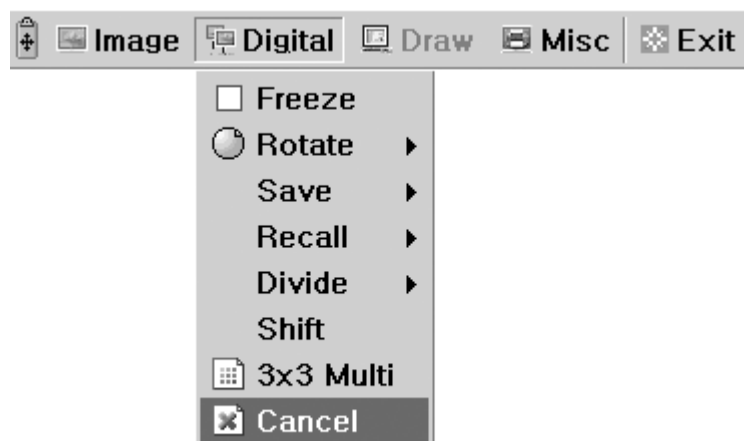 Image Digital Draw Misc Exit
Freeze
Rotate
Save
Recall
Divide
Shift
3x3 Multi
Cancel